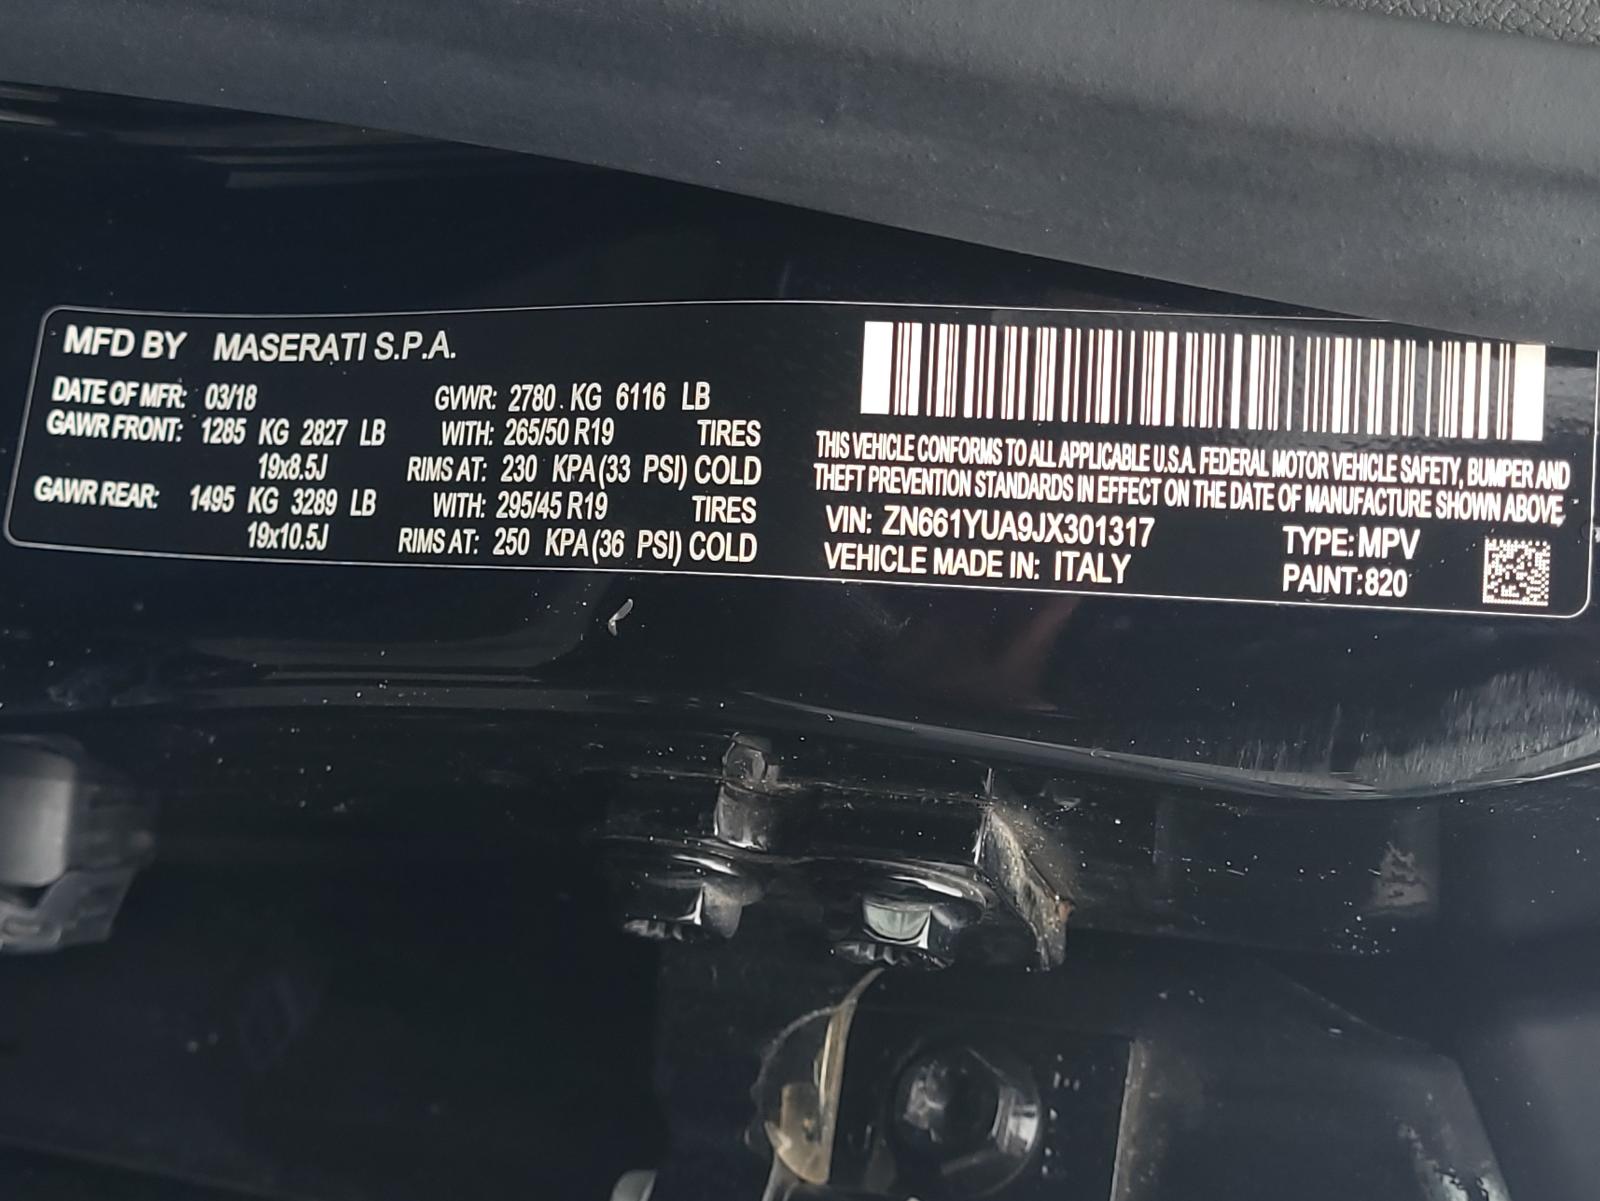 MFD BY MASERATI S.P.A.
DATE OF MFR: 03/18 GVWR: 2780 KG 6116 LB
GAWR FRONT: 1285 KG 2827 LB WITH: 265/50 R19 TIRES
19x8.5J RIMS AT: 230 KPA (33 PSI) COLD
GAWR REAR: 1495 KG 3289 LB WITH: 295/45 R19 TIRES
19x10.5J RIMS AT: 250 KPA (36 PSI) COLD
THIS VEHICLE CONFORMS TO ALL APPLICABLE U.S.A. FEDERAL MOTOR VEHICLE SAFETY, BUMPER AND
THEFT PREVENTION STANDARDS IN EFFECT ON THE DATE OF MANUFACTURE SHOWN ABOVE.
VIN: ZN661YUA9JX301317 TYPE: MPV
VEHICLE MADE IN: ITALY PAINT: 820